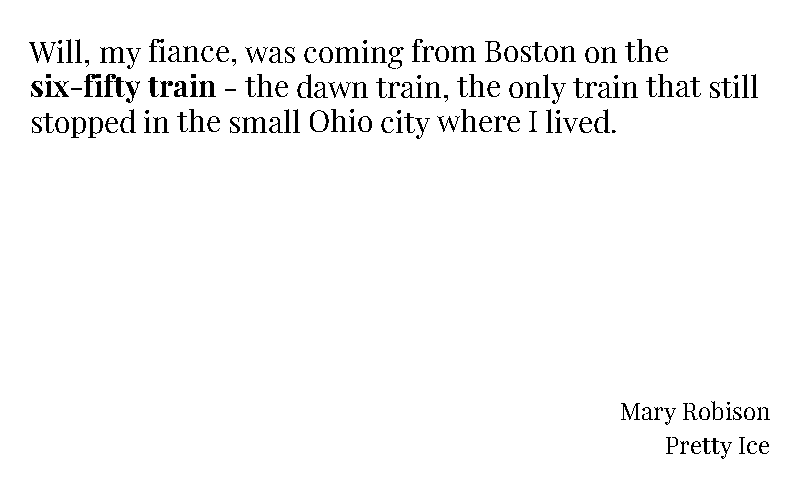 Will, my fiance, was coming from Boston on the
six-fifty train - the dawn train, the only train that still
stopped in the small Ohio city where I lived.
Mary Robison
Pretty Ice